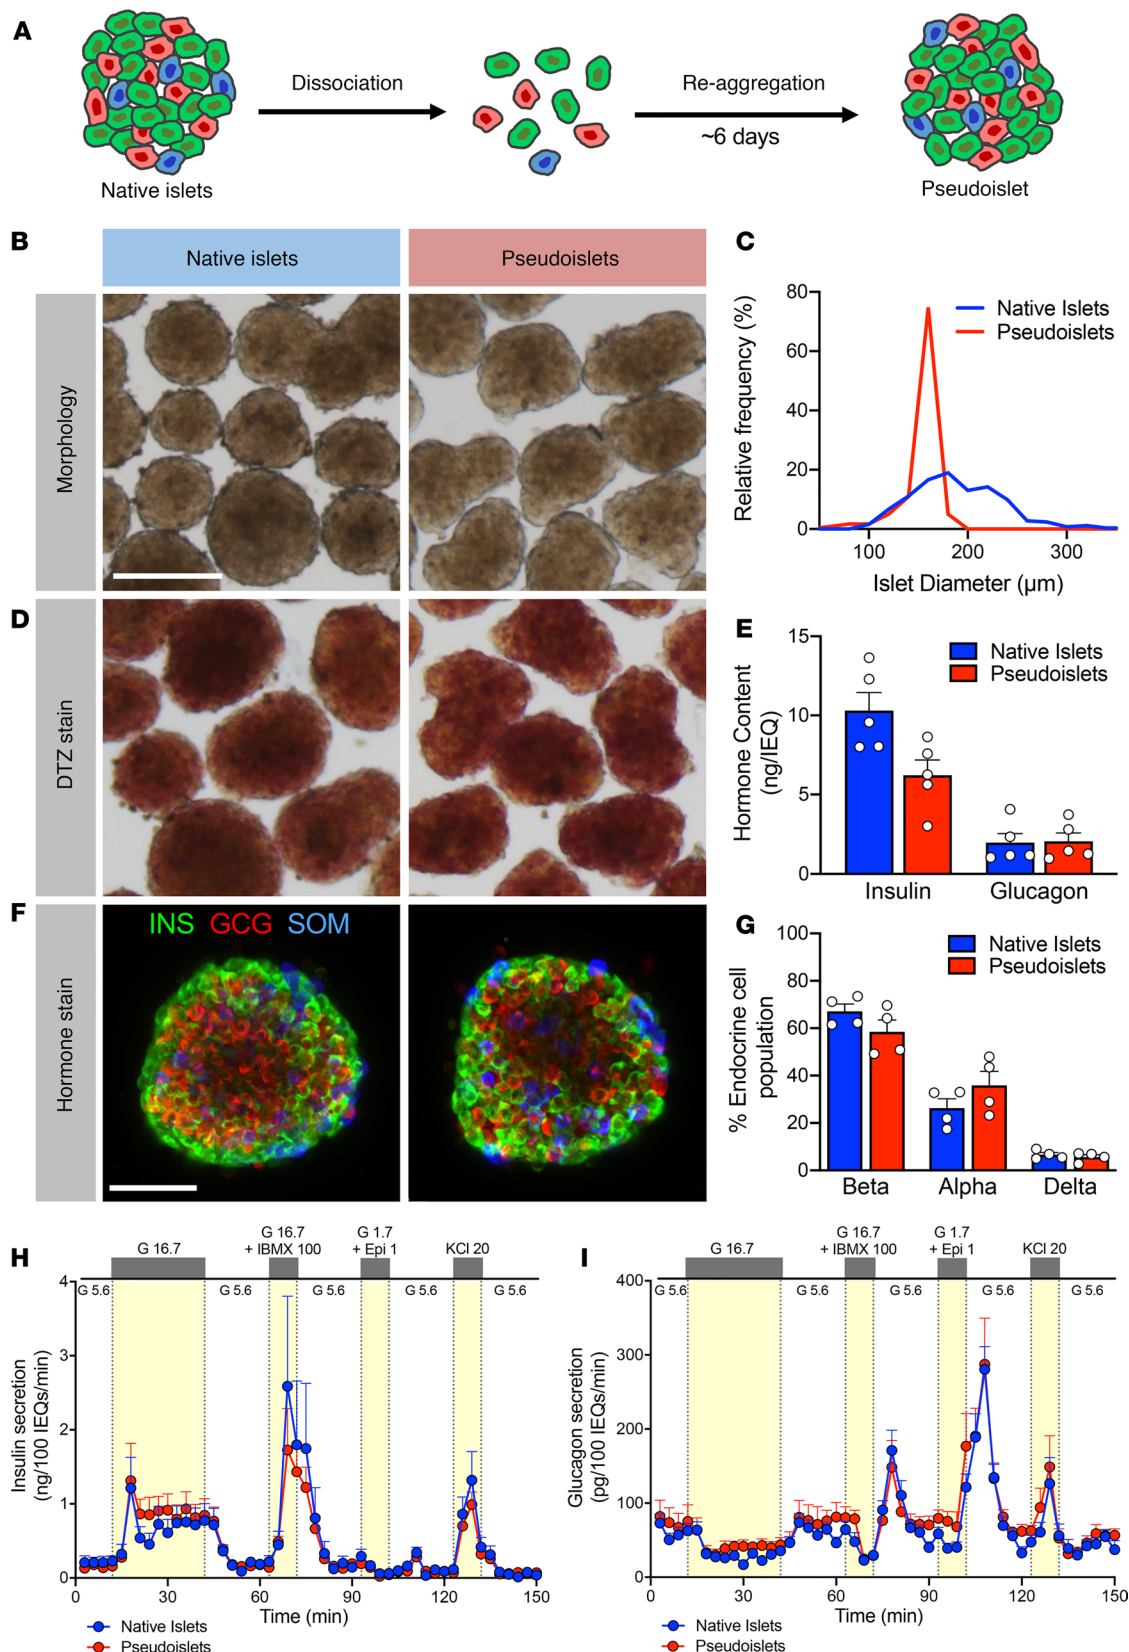 A
Dissociation
Re-aggregation
~6 days
Native islets
Pseudoislet
B
Native islets
Pseudoislets
Morphology
C
Relative frequency (%)
80
60
40
20
0
Native Islets
Pseudoislets
100
200
300
Islet Diameter (µm)
D
DTZ stain
E
Hormone Content
(ng/IEQ)
15
10
5
0
Native Islets
Pseudoislets
Insulin
Glucagon
F
Hormone stain
INS GCG SOM
G
% Endocrine cell
population
100
80
60
40
20
0
Native Islets
Pseudoislets
Beta
Alpha
Delta
H
G 16.7
G 16.7
+ IBMX 100
G 1.7
+ Epi 1
KCl 20
G 5.6
G 5.6
G 5.6
G 5.6
G 5.6
Insulin secretion
(ng/100 IEQs/min)
4
3
2
1
0
0
30
60
90
120
150
Time (min)
Native Islets
Pseudoislets
I
G 16.7
G 16.7
+ IBMX 100
G 1.7
+ Epi 1
KCl 20
G 5.6
G 5.6
G 5.6
G 5.6
G 5.6
Glucagon secretion
(pg/100 IEQs/min)
400
300
200
100
0
0
30
60
90
120
150
Time (min)
Native Islets
Pseudoislets